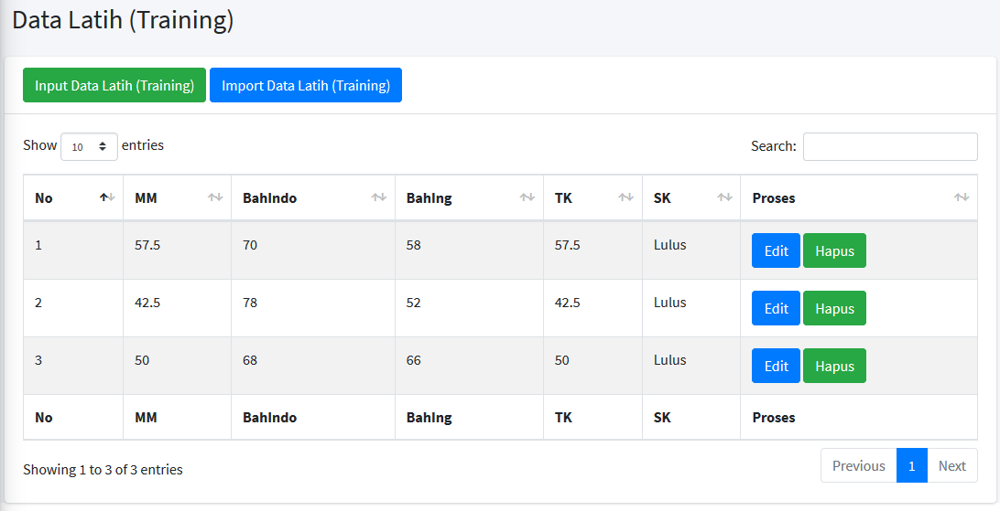 Data Latih (Training)
Input Data Latih (Training) Import Data Latih (Training)
Show 10 entries Search:
No MM BahIndo BahIng TK SK Proses
1 57.5 70 58 57.5 Lulus Edit Hapus
2 42.5 78 52 42.5 Lulus Edit Hapus
3 50 68 66 50 Lulus Edit Hapus
No MM BahIndo BahIng TK SK Proses
Showing 1 to 3 of 3 entries Previous 1 Next